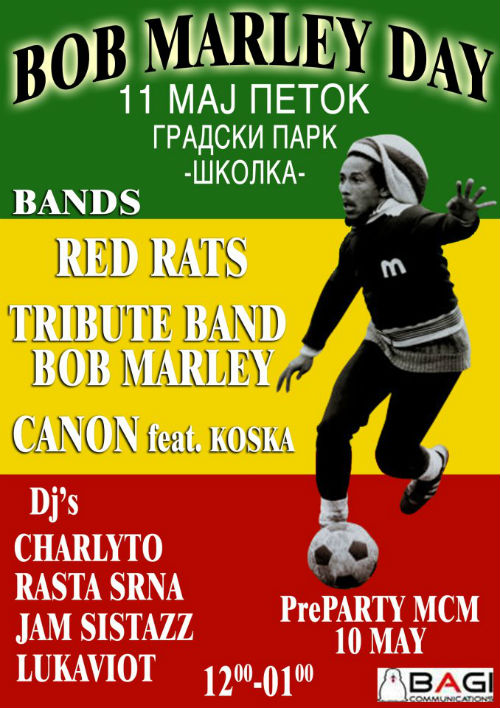 BOB MARLEY DAY
11 МАЈ ПЕТОК
ГРАДСКИ ПАРК
-ШКОЛКА-
BANDS
RED RATS
TRIBUTE BAND
BOB MARLEY
CANON feat. KOSKA
Dj's
CHARLYTO
RASTA SRNA
JAM SISTAZZ
LUKAVIOT
12⁰⁰-01⁰⁰
PrePARTY MCM
10 MAY
m
BAGI
COMMUNICATIONS